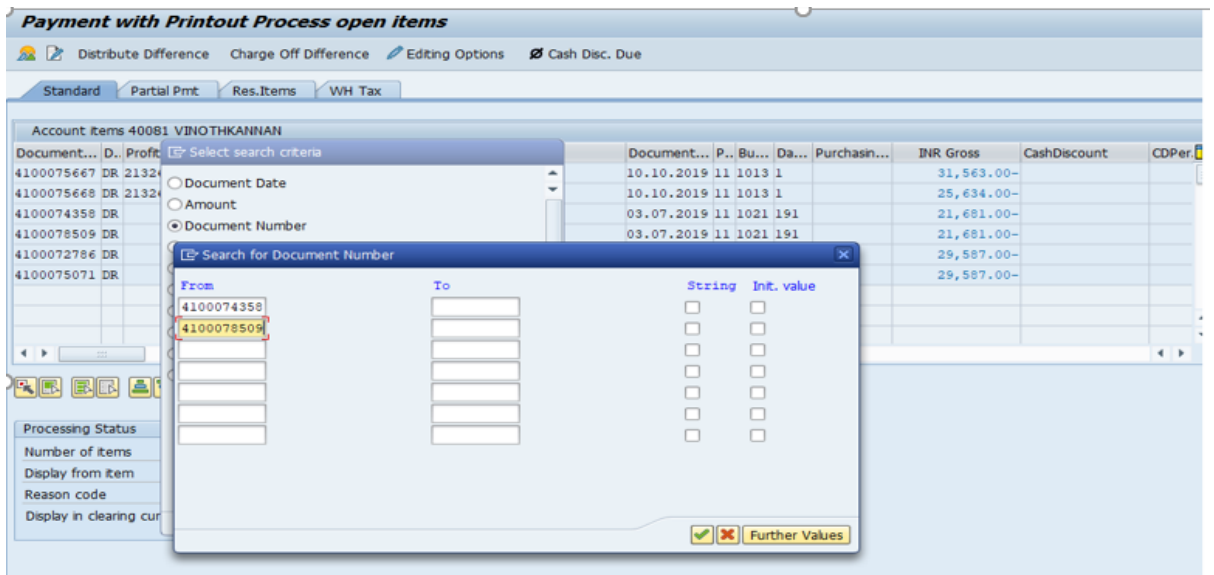 Payment with Printout Process open items
Distribute Difference Charge Off Difference Editing Options Cash Disc. Due
Standard Partial Pmt Res.Items WH Tax
Account items 40081 VINOTHKANNAN
Document... D.. Profit Select search criteria Document... P.. Bu... Da... Purchasin... INR Gross CashDiscount CDPer.
4100075667 DR 2132 10.10.2019 11 1013 1 31,563.00-
Document Date
4100075668 DR 2132 10.10.2019 11 1013 1 25,634.00-
Amount
4100074358 DR 03.07.2019 11 1021 191 21,681.00-
Document Number
4100078509 DR 03.07.2019 11 1021 191 21,681.00-
4100072786 DR Search for Document Number 29,587.00-
4100075071 DR 29,587.00-
From To String Init. value
4100074358
4100078509
Processing Status
Number of items
Display from item
Reason code
Display in clearing cur
Further Values